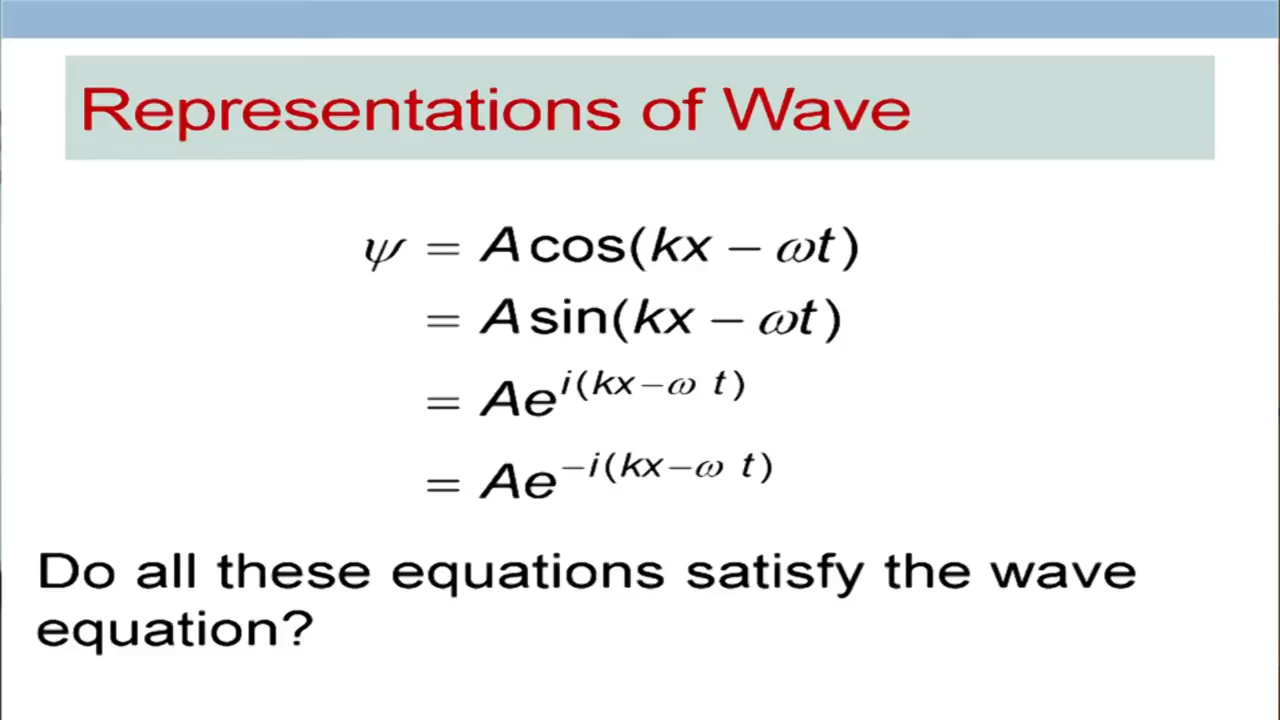 Representations of Wave
ψ = A cos(kx − ωt)
= A sin(kx − ωt)
= Ae^{i(kx−ω t)}
= Ae^{−i(kx−ω t)}
Do all these equations satisfy the wave
equation?